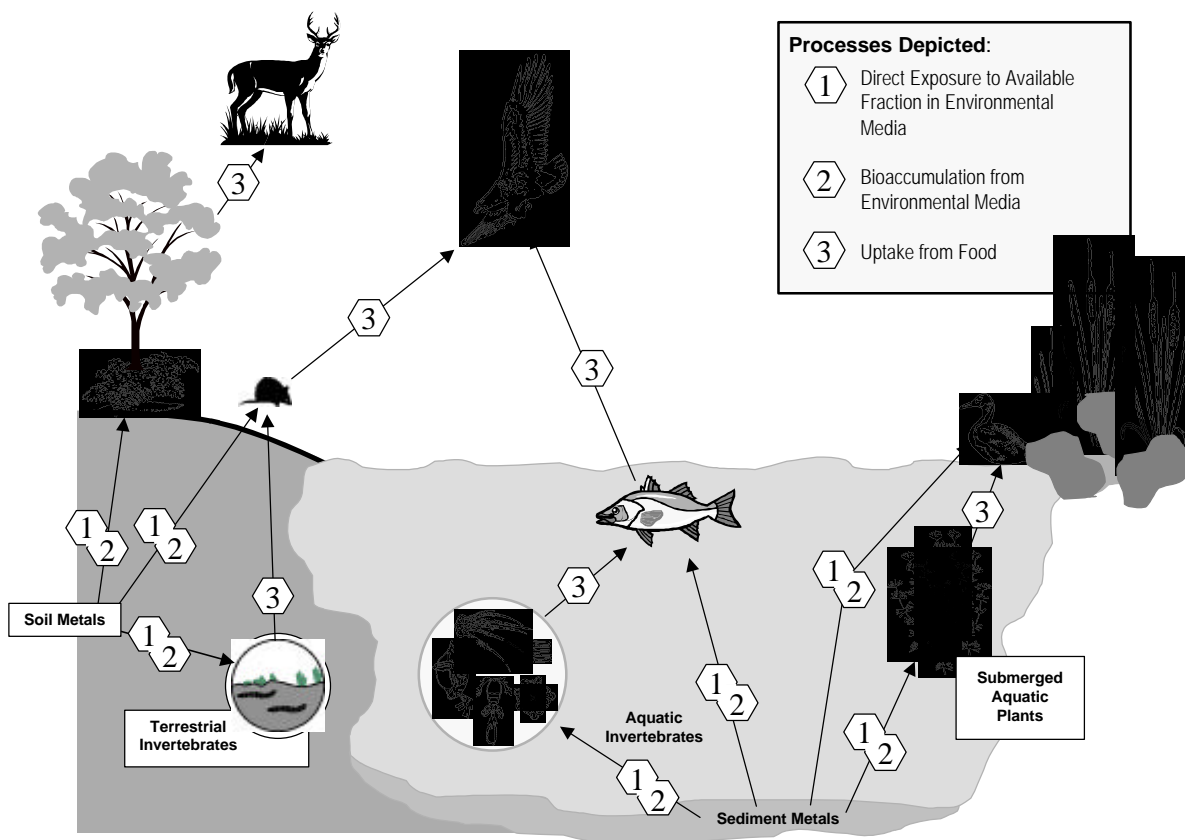 Processes Depicted:
1 Direct Exposure to Available
Fraction in Environmental
Media
2 Bioaccumulation from
Environmental Media
3 Uptake from Food
3
3
3
1
2
1
2
3
Soil Metals
1
2
Terrestrial
Invertebrates
3
Aquatic
Invertebrates
1
2
1
2
Sediment Metals
1
2
1
2
3
Submerged
Aquatic
Plants